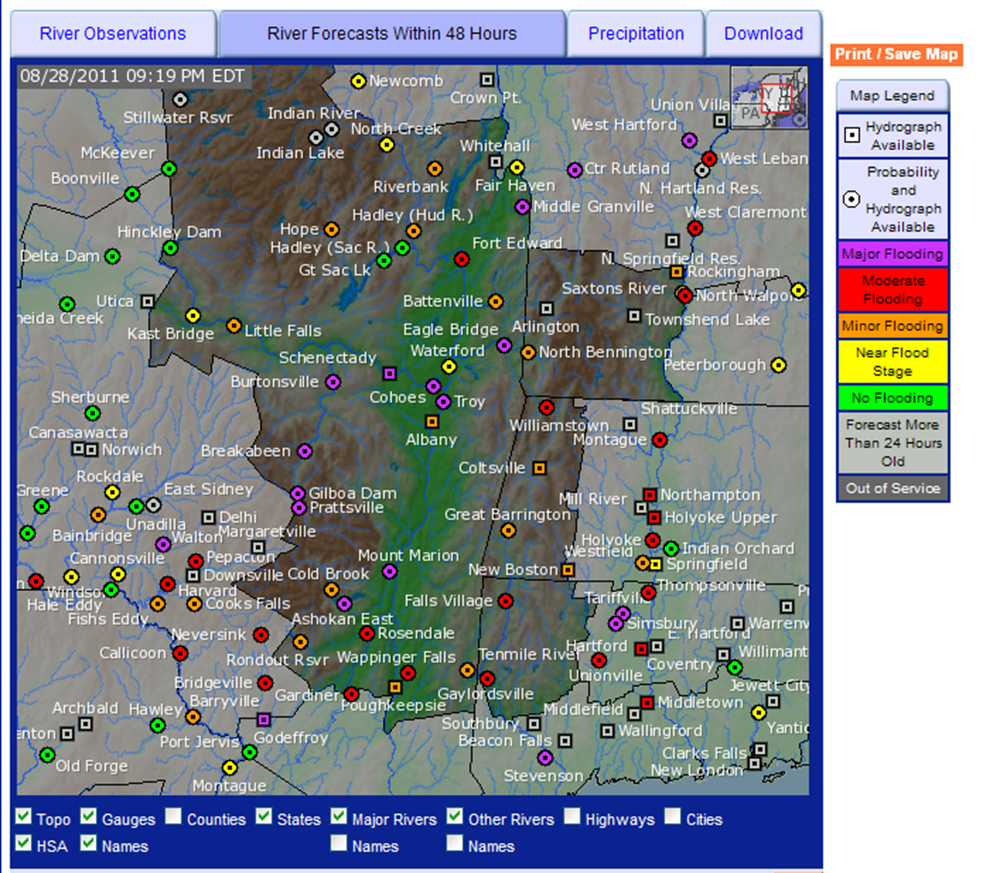 River Observations
River Forecasts Within 48 Hours
Precipitation
Download
Print / Save Map
08/28/2011 09:19 PM EDT
Newcomb
Crown Pt.
Stillwater Rsvr
Indian River
Union Villa
NY
PA
West Hartford
North Creek
Indian Lake
McKeever
Whitehall
West Leban
Ctr Rutland
Boonville
Riverbank
Fair Haven
N. Hartland Res.
Middle Granville
West Claremont
Hadley (Hud R.)
Hope
Hinckley Dam
Hadley (Sac R.)
Fort Edward
Delta Dam
Gt Sac Lk
N. Springfield Res.
Rockingham
Saxtons River
North Walpol
Utica
Battenville
neida Creek
Arlington
Townshend Lake
Kast Bridge
Little Falls
Eagle Bridge
Waterford
North Bennington
Schenectady
Peterborough
Burtonsville
Cohoes
Troy
Sherburne
Shattuckville
Williamstown
Canasawacta
Albany
Montague
Norwich
Breakabeen
Coltsville
Rockdale
Greene
East Sidney
Gilboa Dam
Mill River
Northampton
Prattsville
Unadilla
Delhi
Great Barrington
Holyoke Upper
Bainbridge
Walton
Margaretville
Holyoke
Indian Orchard
Westfield
Cannonsville
Pepacton
Mount Marion
Springfield
Downsville
Cold Brook
New Boston
n
Windso
Harvard
Thompsonville
Hale Eddy
Cooks Falls
Falls Village
Tariffville
Fishs Eddy
Ashokan East
Simsbury
Warrenv
Neversink
Rosendale
Hartford
E. Hartford
Callicoon
Rondout Rsvr
Wappinger Falls
Tenmile River
Coventry
Willimant
Unionville
Bridgeville
Gardiner
Gaylordsville
Jewett City
Barryville
Poughkeepsie
Archbald
Hawley
Middlefield
Middletown
Southbury
Yantic
enton
Port Jervis
Godeffroy
Beacon Falls
Wallingford
Clarks Falls
Old Forge
New London
Montague
Stevenson
Map Legend
Hydrograph
Available
Probability
and
Hydrograph
Available
Major Flooding
Moderate
Flooding
Minor Flooding
Near Flood
Stage
No Flooding
Forecast More
Than 24 Hours
Old
Out of Service
Topo
Gauges
Counties
States
Major Rivers
Other Rivers
Highways
Cities
HSA
Names
Names
Names